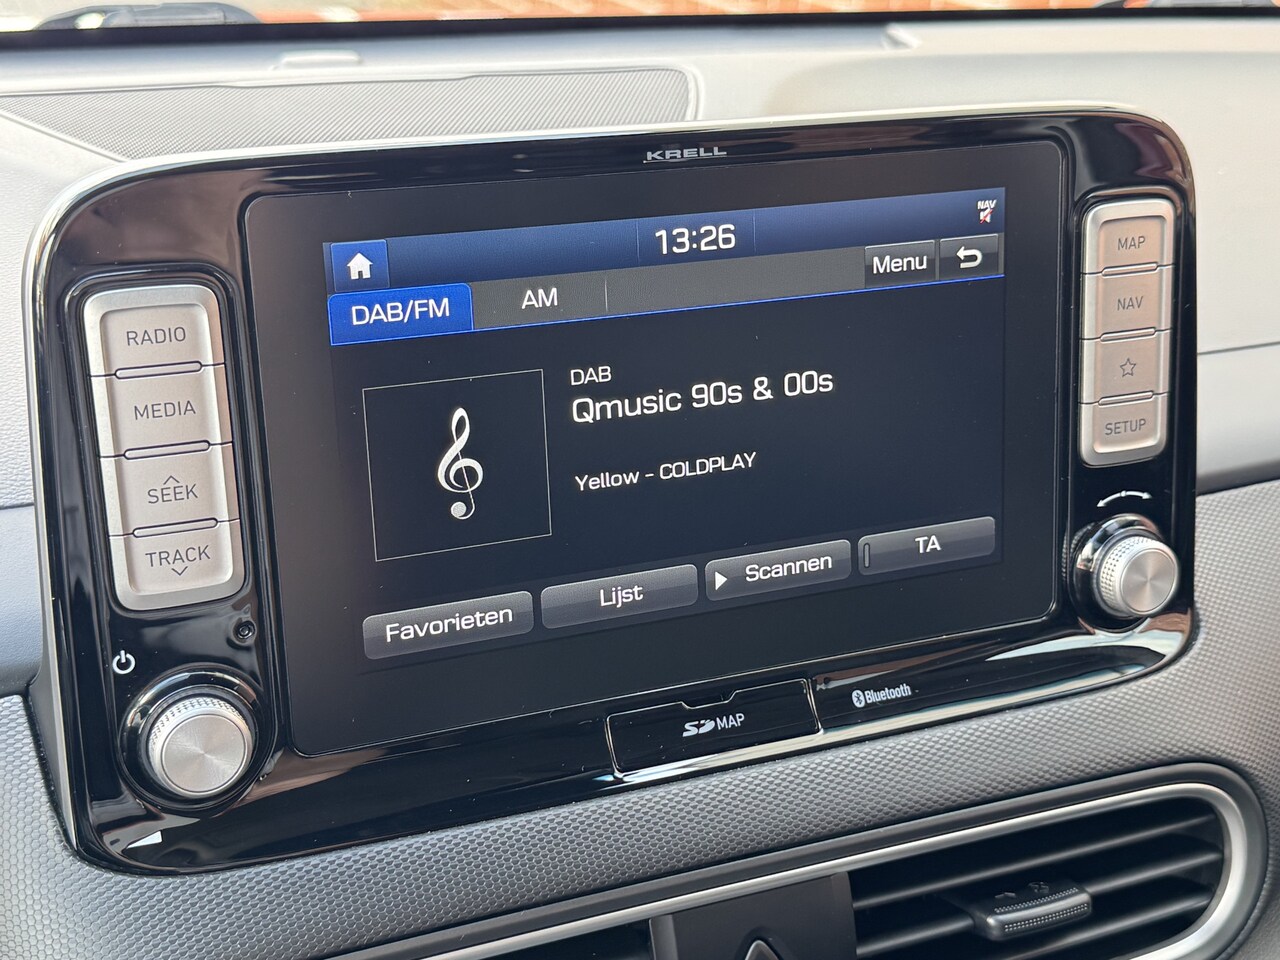 KRELL
13:26
NAV
Menu
DAB/FM
AM
DAB
Qmusic 90s & 00s
Yellow - COLDPLAY
Favorieten
Lijst
Scannen
TA
RADIO
MEDIA
SEEK
TRACK
MAP
NAV
SETUP
SD MAP
Bluetooth